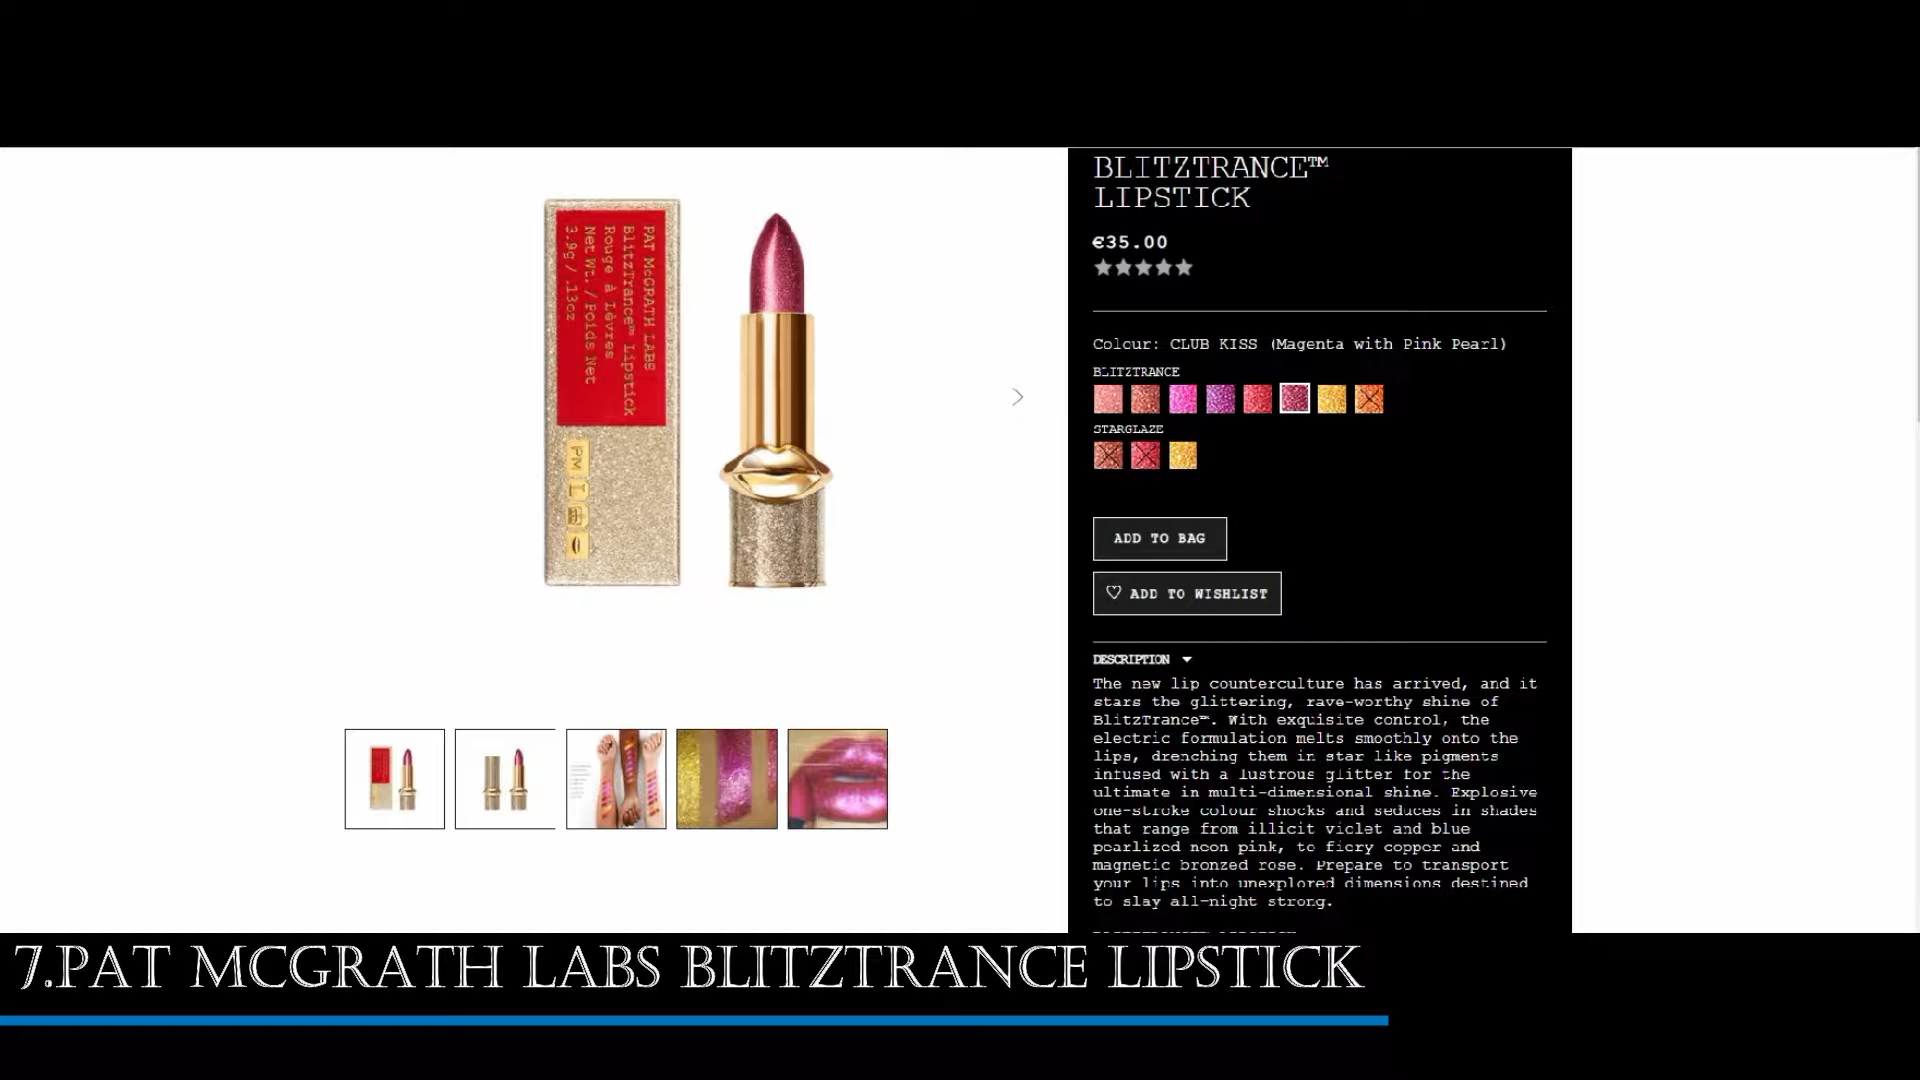 BLITZTRANCE™
LIPSTICK
€35.00
Colour: CLUB KISS (Magenta with Pink Pearl)
BLITZTRANCE
STARGLAZE
ADD TO BAG
ADD TO WISHLIST
DESCRIPTION
The new lip counterculture has arrived, and it
stars the glittering, rave-worthy shine of
BlitzTrance™. With exquisite control, the
electric formulation melts smoothly onto the
lips, drenching them in star like pigments
infused with a lustrous glitter for the
ultimate in multi-dimensional shine. Explosive
one-stroke colour shocks and seduces in shades
that range from illicit violet and blue
pearlized neon pink, to fiery copper and
magnetic bronzed rose. Prepare to transport
your lips into unexplored dimensions destined
to slay all-night strong.
PAT McGRATH LABS
BlitzTrance™ Lipstick
Rouge à Lèvres
Net Wt. / Poids Net
3.9g / .13oz
PM
L
7.PAT MCGRATH LABS BLITZTRANCE LIPSTICK